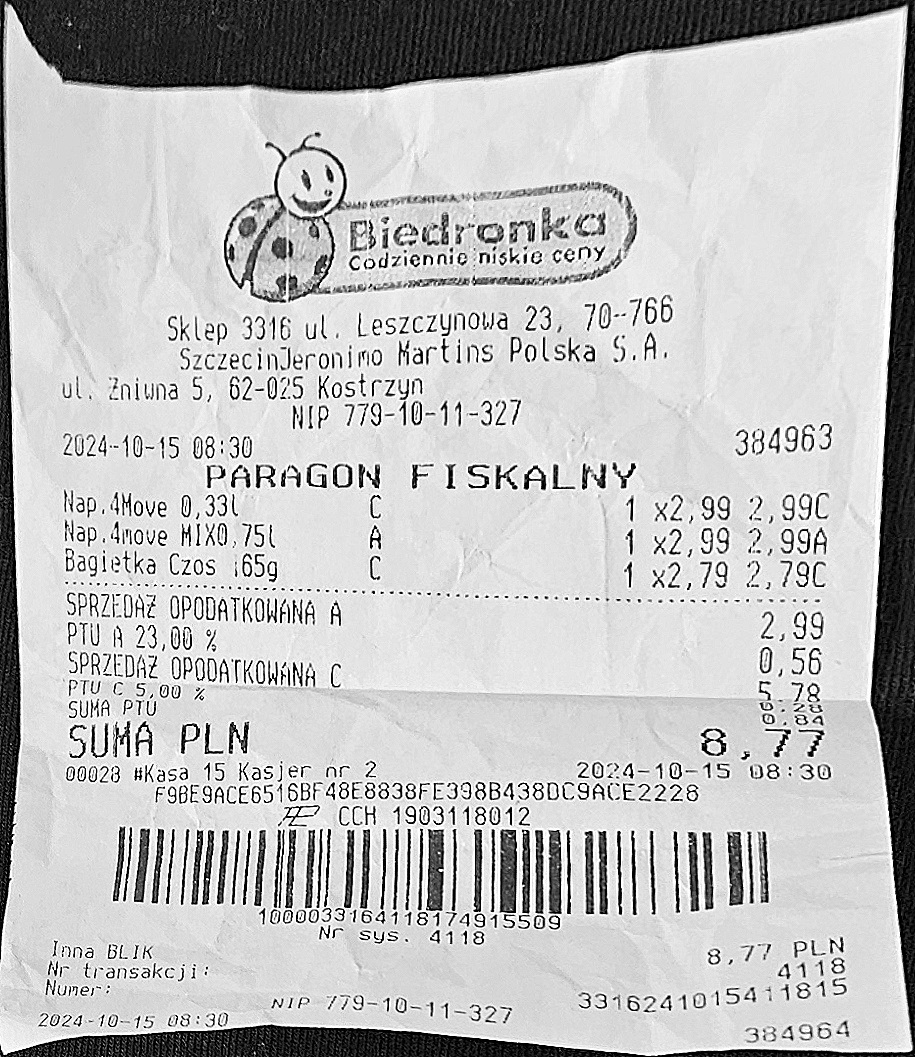 Biedronka
Codziennie niskie ceny
Sklep 3316 ul. Leszczynowa 23, 70-766
SzczecinJeronimo Martins Polska S.A.
ul. Żniwna 5, 62-025 Kostrzyn
NIP 779-10-11-327
2024-10-15 08:30 384963
PARAGON FISKALNY
Nap.4Move 0,33l C 1 x2,99 2,99C
Nap.4move MIX0,75l A 1 x2,99 2,99A
Bagietka Czos 165g C 1 x2,79 2,79C
SPRZEDAŻ OPODATKOWANA A 2,99
PTU A 23,00 % 0,56
SPRZEDAŻ OPODATKOWANA C 5,78
PTU C 5,00 % 0,28
SUMA PTU 0,84
SUMA PLN 8,77
00028 #Kasa 15 Kasjer nr 2 2024-10-15 08:30
F9BE9ACE6516BF48E8838FE398B438DC9ACE2228
CCH 1903118012
1000033164118174915509
Nr sys. 4118
Inna BLIK 8,77 PLN
Nr transakcji: 4118
Numer: 3316241015411815
NIP 779-10-11-327
2024-10-15 08:30 384964